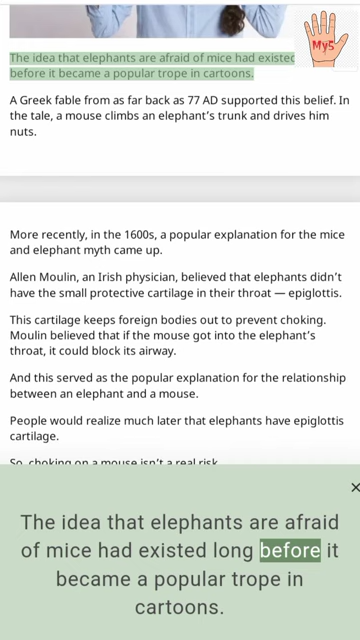 My5
The idea that elephants are afraid of mice had existed
before it became a popular trope in cartoons.
A Greek fable from as far back as 77 AD supported this belief. In
the tale, a mouse climbs an elephant’s trunk and drives him
nuts.
More recently, in the 1600s, a popular explanation for the mice
and elephant myth came up.
Allen Moulin, an Irish physician, believed that elephants didn’t
have the small protective cartilage in their throat — epiglottis.
This cartilage keeps foreign bodies out to prevent choking.
Moulin believed that if the mouse got into the elephant’s
throat, it could block its airway.
And this served as the popular explanation for the relationship
between an elephant and a mouse.
People would realize much later that elephants have epiglottis
cartilage.
So, choking on a mouse isn’t a real risk
The idea that elephants are afraid
of mice had existed long before it
became a popular trope in
cartoons.